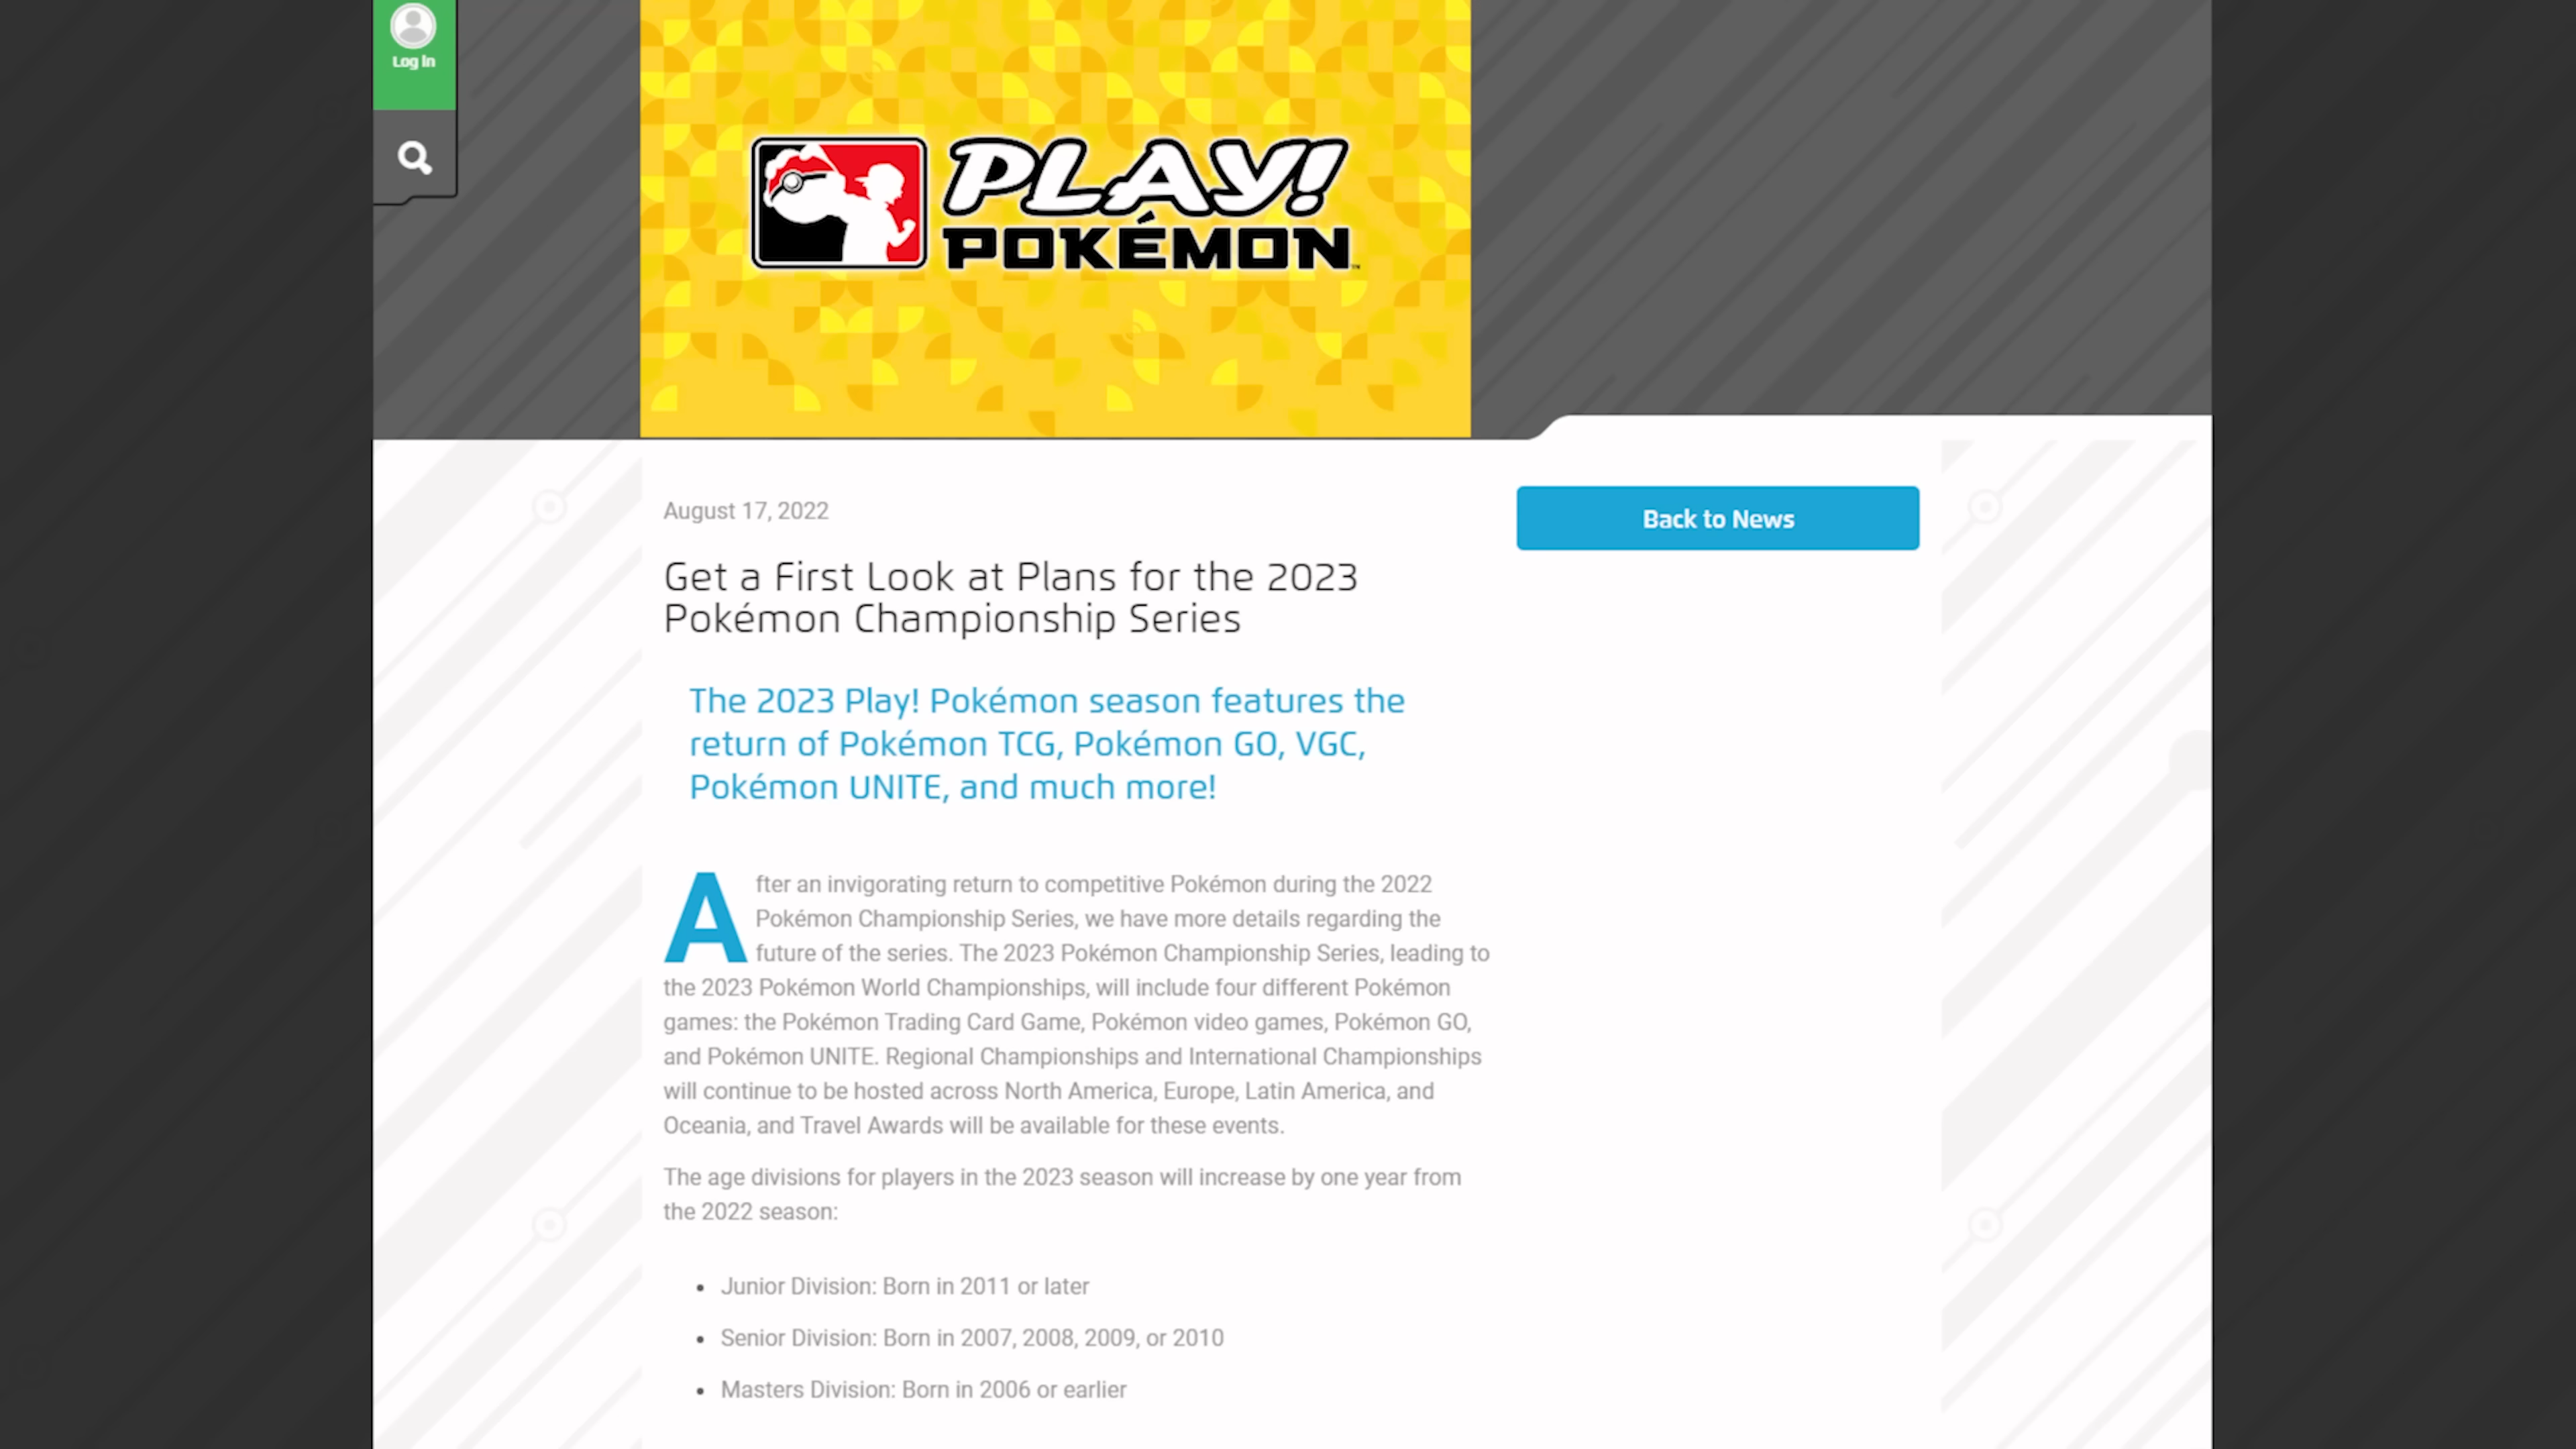 Log In
PLAY!
POKÉMON™
August 17, 2022
Back to News
Get a First Look at Plans for the 2023
Pokémon Championship Series
The 2023 Play! Pokémon season features the
return of Pokémon TCG, Pokémon GO, VGC,
Pokémon UNITE, and much more!
After an invigorating return to competitive Pokémon during the 2022
Pokémon Championship Series, we have more details regarding the
future of the series. The 2023 Pokémon Championship Series, leading to
the 2023 Pokémon World Championships, will include four different Pokémon
games: the Pokémon Trading Card Game, Pokémon video games, Pokémon GO,
and Pokémon UNITE. Regional Championships and International Championships
will continue to be hosted across North America, Europe, Latin America, and
Oceania, and Travel Awards will be available for these events.
The age divisions for players in the 2023 season will increase by one year from
the 2022 season:
• Junior Division: Born in 2011 or later
• Senior Division: Born in 2007, 2008, 2009, or 2010
• Masters Division: Born in 2006 or earlier